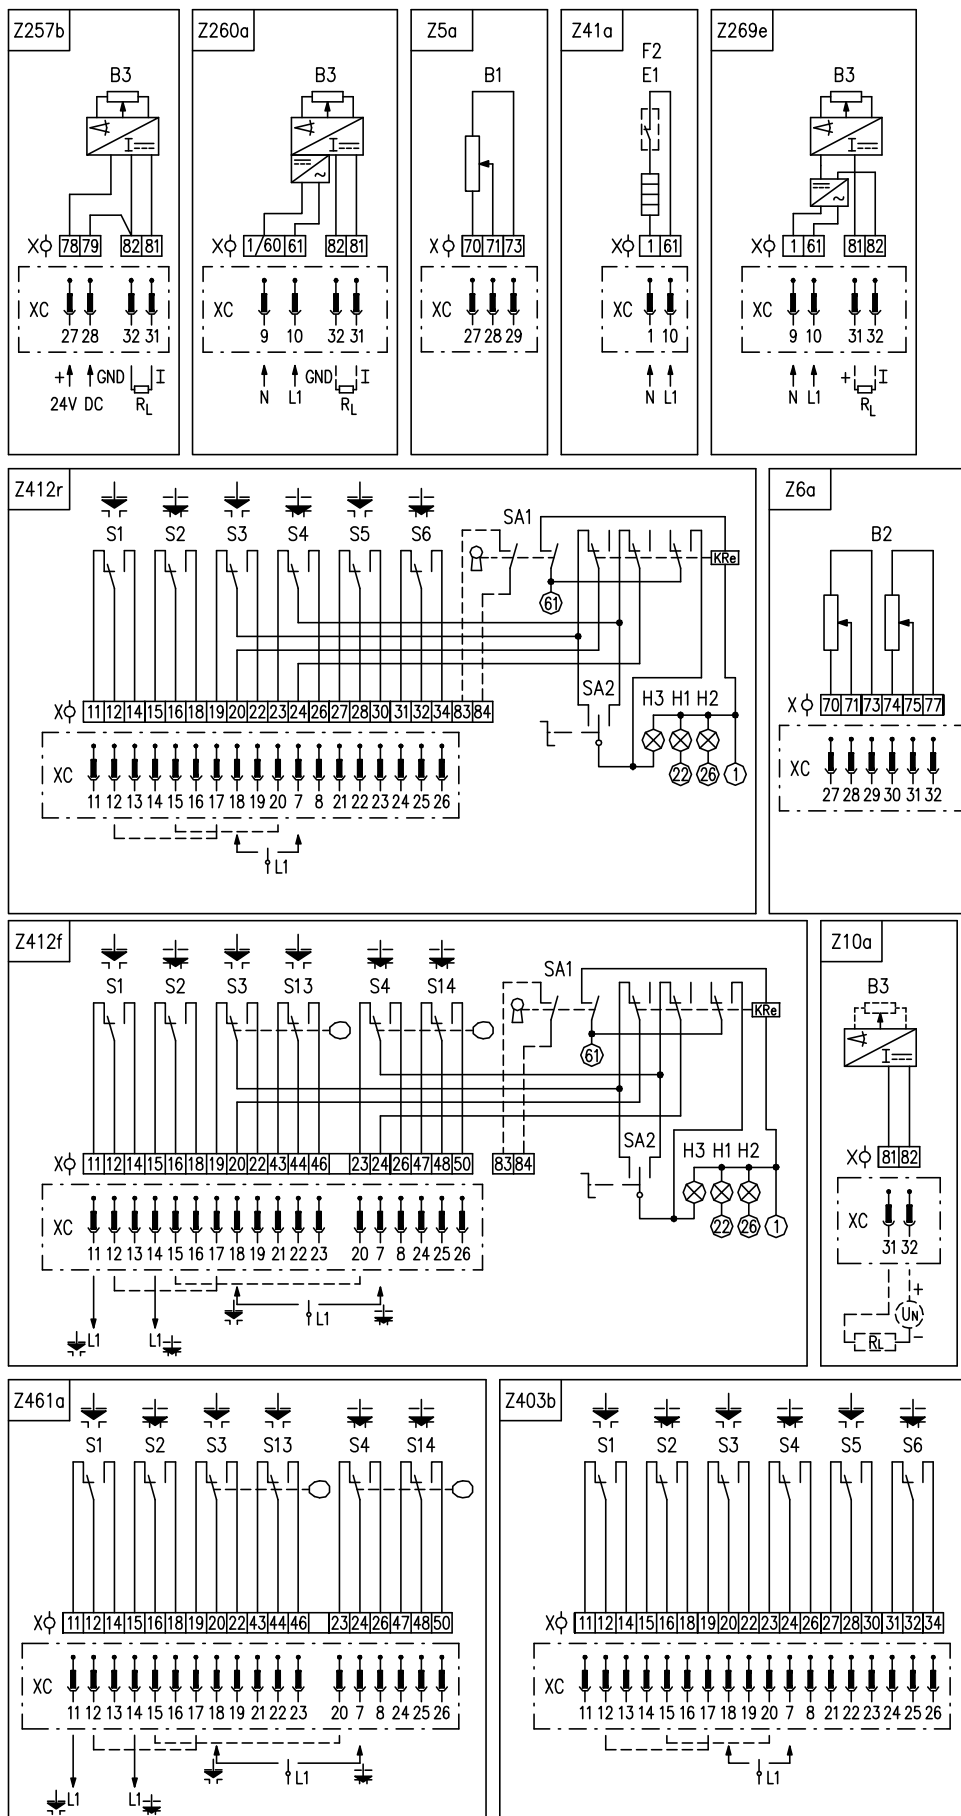 Z257b
B3
I
X 78 79 82 81
XC
27 28 32 31
+ GND I
24V DC RL
Z260a
B3
I
~
X 1/60 61 82 81
XC
9 10 32 31
GND I
N L1 RL
Z5a
B1
X 70 71 73
XC
27 28 29
Z41a
F2
E1
X 1 61
XC
1 10
N L1
Z269e
B3
I
~
X 1 61 81 82
XC
9 10 31 32
+ I
N L1 RL
Z412r
S1 S2 S3 S4 S5 S6
SA1
KRe
61
SA2 H3 H1 H2
X 11 12 14 15 16 18 19 20 22 23 24 26 27 28 30 31 32 34 83 84
22 26 1
XC
11 12 13 14 15 16 17 18 19 20 7 8 21 22 23 24 25 26
L1
Z6a
B2
X 70 71 73 74 75 77
XC
27 28 29 30 31 32
Z412f
S1 S2 S3 S13 S4 S14
SA1
KRe
61
SA2 H3 H1 H2
X 11 12 14 15 16 18 19 20 22 43 44 46 23 24 26 47 48 50 83 84
22 26 1
XC
11 12 13 14 15 16 17 18 19 21 22 23 20 7 8 24 25 26
L1
L1 L1
Z10a
B3
I
X 81 82
XC
31 32
+
UN
RL −
Z461a
S1 S2 S3 S13 S4 S14
X 11 12 14 15 16 18 19 20 22 43 44 46 23 24 26 47 48 50
XC
11 12 13 14 15 16 17 18 19 21 22 23 20 7 8 24 25 26
L1
L1 L1
Z403b
S1 S2 S3 S4 S5 S6
X 11 12 14 15 16 18 19 20 22 23 24 26 27 28 30 31 32 34
XC
11 12 13 14 15 16 17 18 19 20 7 8 21 22 23 24 25 26
L1